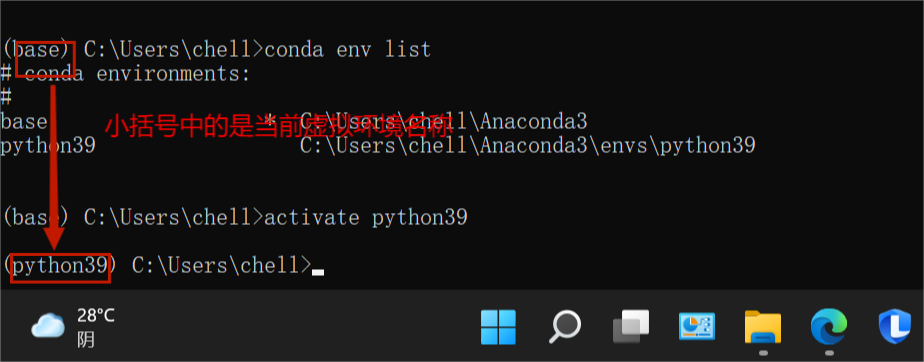 (base) C:\Users\chell>conda env list
# conda environments:
#
base * C:\Users\chell\Anaconda3
小括号中的是当前虚拟环境名称
python39 C:\Users\chell\Anaconda3\envs\python39
(base) C:\Users\chell>activate python39
(python39) C:\Users\chell>
28°C
阴